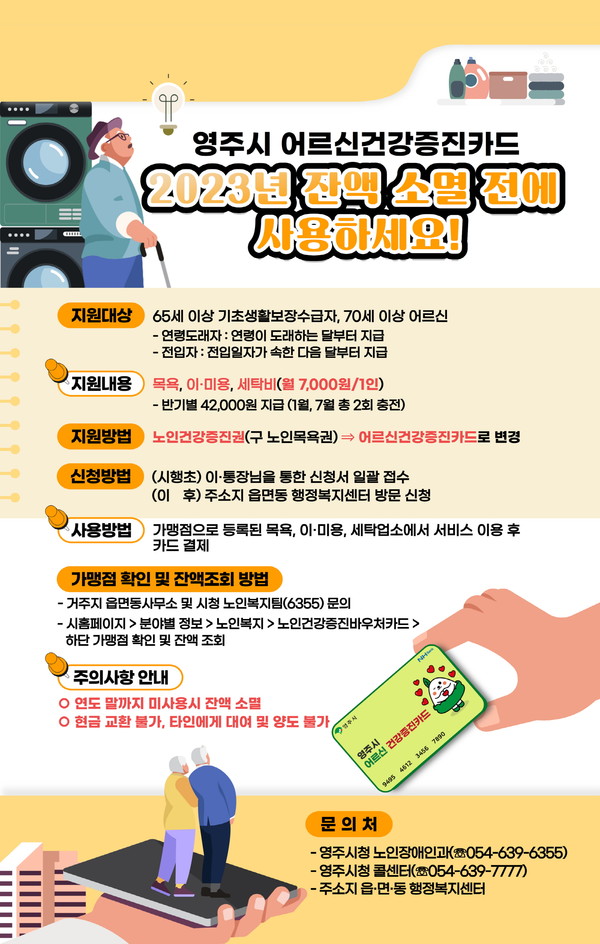 영주시 어르신건강증진카드
2023년 잔액 소멸 전에
사용하세요!
지원대상 65세 이상 기초생활보장수급자, 70세 이상 어르신
- 연령도래자 : 연령이 도래하는 달부터 지급
- 전입자 : 전입일자가 속한 다음 달부터 지급
지원내용 목욕, 이·미용, 세탁비(월 7,000원/1인)
- 반기별 42,000원 지급 (1월, 7월 총 2회 충전)
지원방법 노인건강증진권(구 노인목욕권) ⇒ 어르신건강증진카드로 변경
신청방법 (시행초) 이·통장님을 통한 신청서 일괄 접수
(이 후) 주소지 읍면동 행정복지센터 방문 신청
사용방법 가맹점으로 등록된 목욕, 이·미용, 세탁업소에서 서비스 이용 후
카드 결제
가맹점 확인 및 잔액조회 방법
- 거주지 읍면동사무소 및 시청 노인복지팀(6355) 문의
- 시홈페이지 > 분야별 정보 > 노인복지 > 노인건강증진바우처카드 >
하단 가맹점 확인 및 잔액 조회
주의사항 안내
○ 연도 말까지 미사용시 잔액 소멸
○ 현금 교환 불가, 타인에게 대여 및 양도 불가
영주시
영주시
어르신 건강증진카드
9495 4612 3456 7890
문 의 처
- 영주시청 노인장애인과(☏054-639-6355)
- 영주시청 콜센터(☏054-639-7777)
- 주소지 읍·면·동 행정복지센터